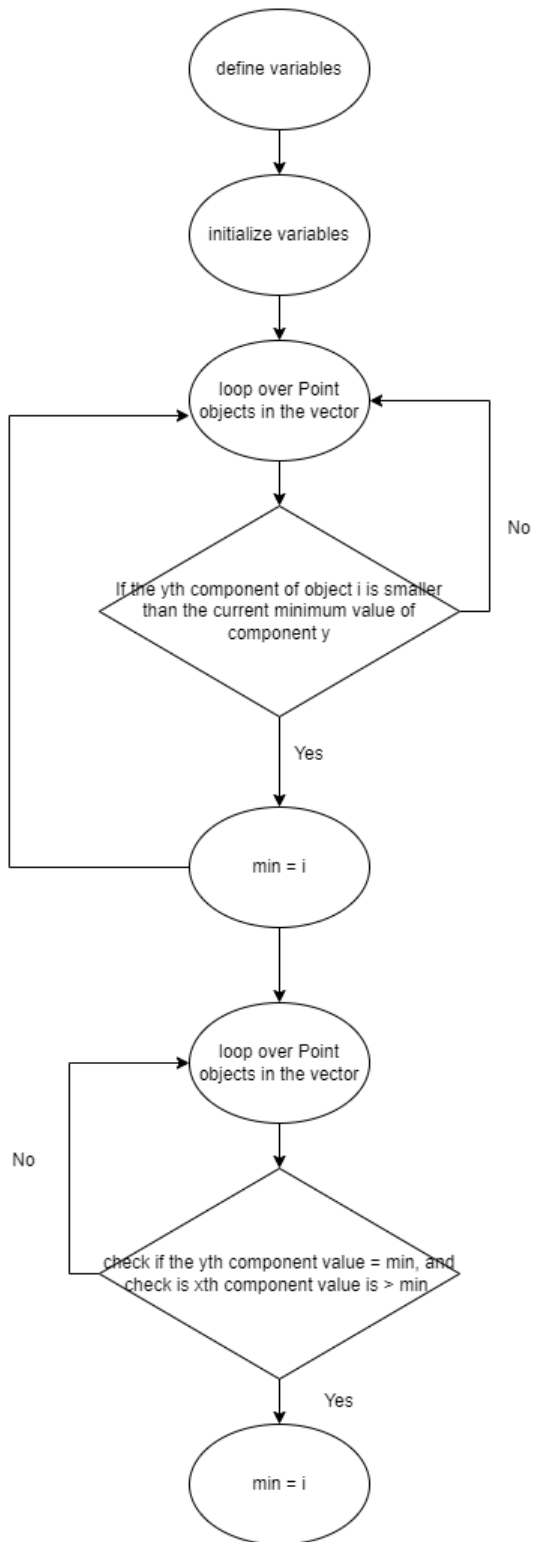 define variables
initialize variables
loop over Point
objects in the vector
No
If the yth component of object i is smaller
than the current minimum value of
component y
Yes
min = i
loop over Point
objects in the vector
No
check if the yth component value = min, and
check is xth component value is > min
Yes
min = i